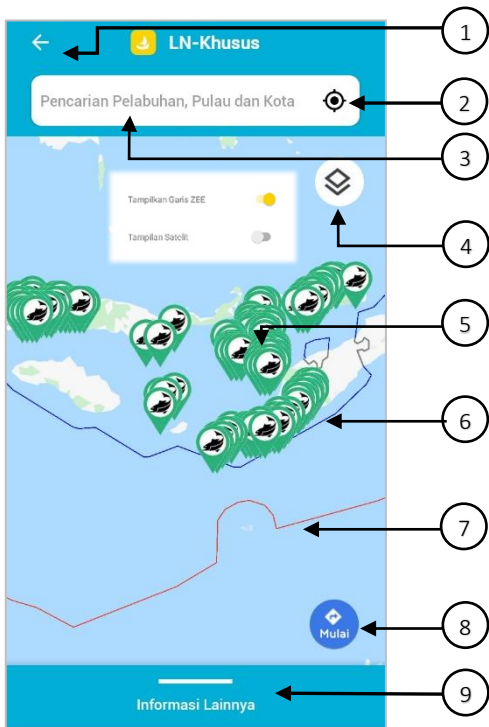 LN-Khusus
1
Pencarian Pelabuhan, Pulau dan Kota
2
3
Tampilkan Garis ZEE
Tampilan Satelit
4
5
6
7
Mulai
8
Informasi Lainnya
9